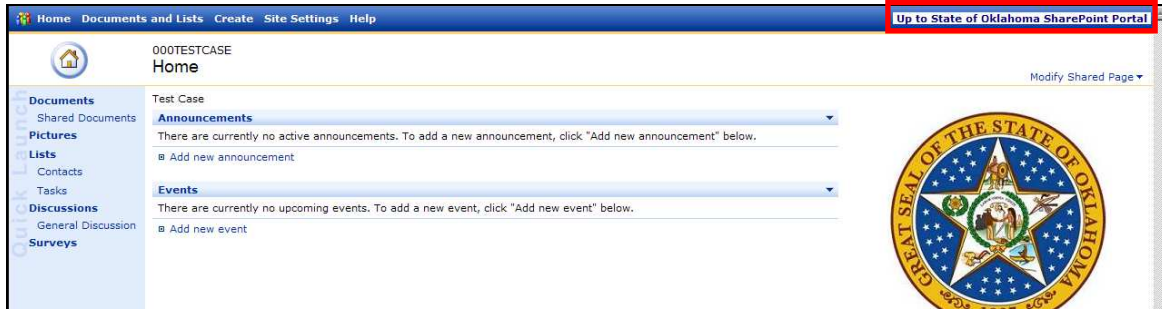 Home Documents and Lists Create Site Settings Help
Up to State of Oklahoma SharePoint Portal
000TESTCASE
Home
Modify Shared Page
Quick Launch
Documents
Shared Documents
Pictures
Lists
Contacts
Tasks
Discussions
General Discussion
Surveys
Test Case
Announcements
There are currently no active announcements. To add a new announcement, click "Add new announcement" below.
Add new announcement
Events
There are currently no upcoming events. To add a new event, click "Add new event" below.
Add new event
GREAT SEAL OF THE STATE OF OKLAHOMA